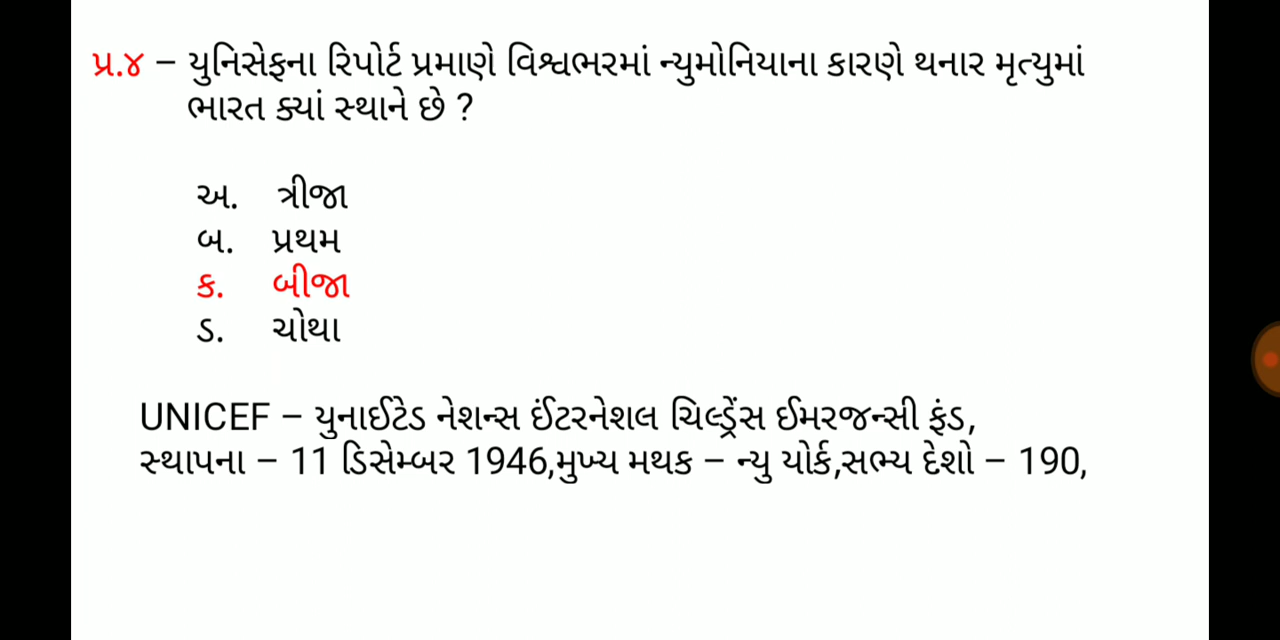 પ્ર.૪ – યુનિસેફના રિપોર્ટ પ્રમાણે વિશ્વભરમાં ન્યુમોનિયાના કારણે થનાર મૃત્યુમાં
ભારત ક્યાં સ્થાને છે ?
અ. ત્રીજા
બ. પ્રથમ
ક. બીજા
ડ. ચોથા
UNICEF – યુનાઈટેડ નેશન્સ ઈંટરનેશલ ચિલ્ડ્રેંસ ઈમરજન્સી ફંડ,
સ્થાપના – 11 ડિસેમ્બર 1946,મુખ્ય મથક – ન્યુ યોર્ક,સભ્ય દેશો – 190,